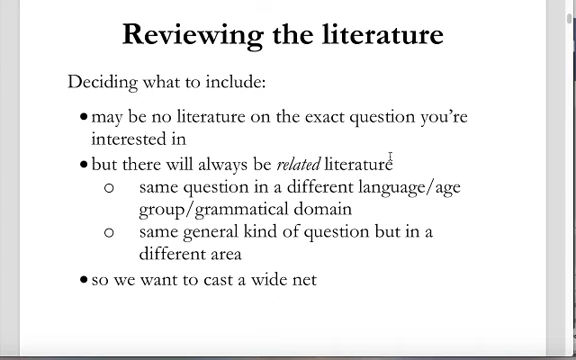 Reviewing the literature
Deciding what to include:
• may be no literature on the exact question you're
interested in
• but there will always be related literature
o same question in a different language/age
group/grammatical domain
o same general kind of question but in a
different area
• so we want to cast a wide net